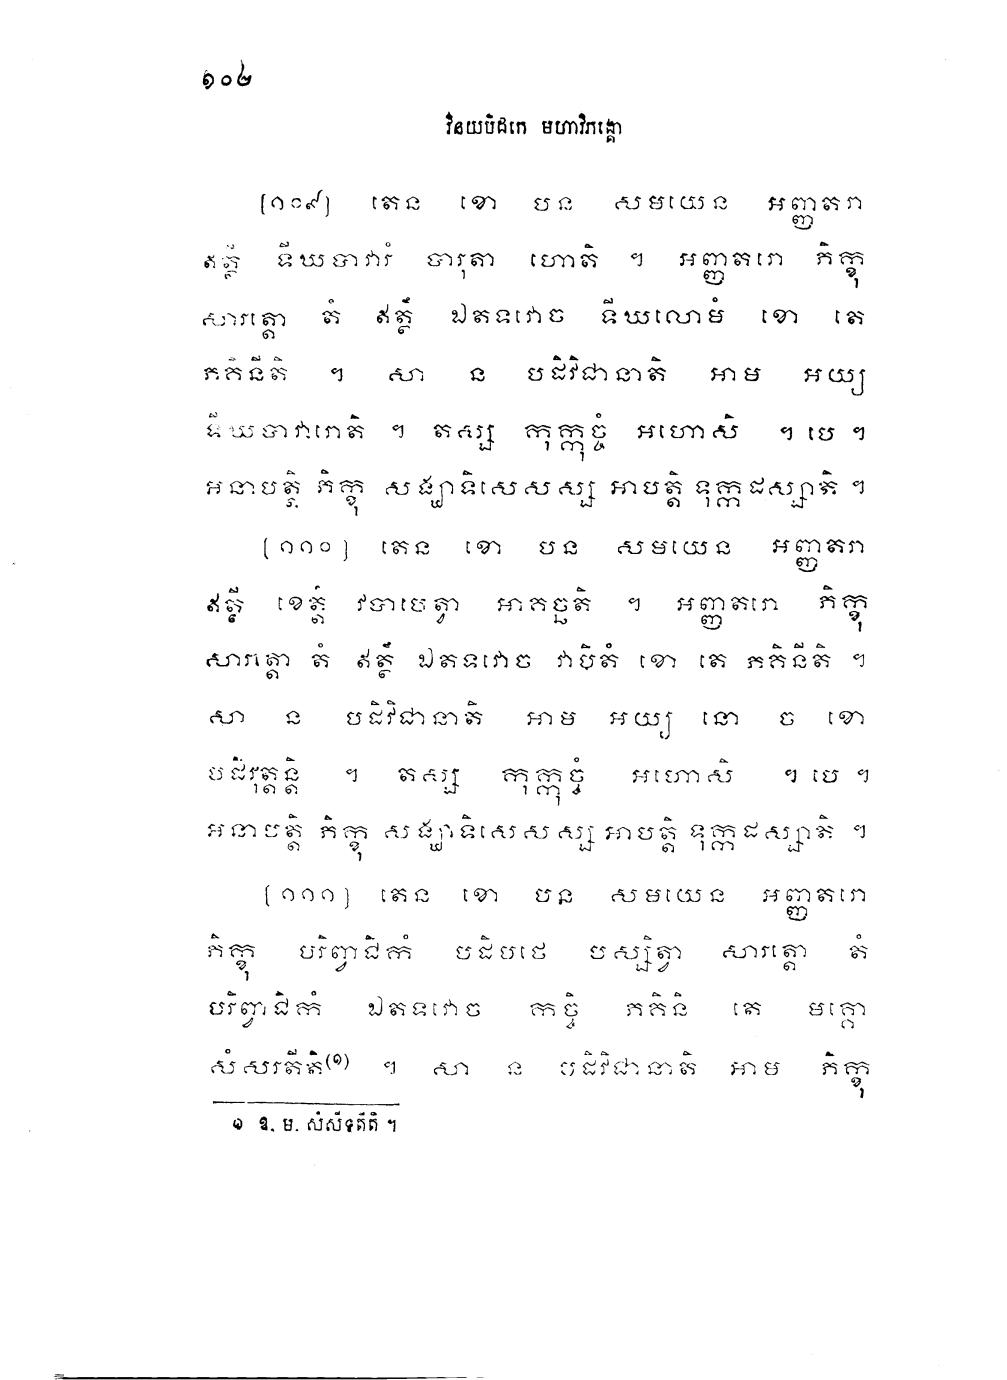 ១០២
វិនយបិដកេ មហាវិភង្គោ
(១០៩) តេន ខោ បន សមយេន អញ្ញតរា
ឥត្ថី ទីឃបាវារំ បារុតា ហោតិ ។ អញ្ញតរោ ភិក្ខុ
សារត្តោ តំ ឥត្ថឹ ឯតទវោច ទីឃលោមំ ខោ តេ
ភគិនីតិ ។ សា ន បដិវិជានាតិ អាម អយ្យ
ទីឃបាវារោតិ ។ តស្ស កុក្កុច្ចំ អហោសិ ។ បេ ។
អនាបត្តិ ភិក្ខុ សង្ឃាទិសេសស្ស អាបត្តិ ទុក្កដស្សាតិ ។
(១១០) តេន ខោ បន សមយេន អញ្ញតរា
ឥត្ថី ខេត្តំ វបាបេត្វា អាគច្ឆតិ ។ អញ្ញតរោ ភិក្ខុ
សារត្តោ តំ ឥត្ថឹ ឯតទវោច វាបិតំ ខោ តេ ភគិនីតិ ។
សា ន បដិវិជានាតិ អាម អយ្យ នោ ច ខោ
បដិវុត្តន្តិ ។ តស្ស កុក្កុច្ចំ អហោសិ ។ បេ ។
អនាបត្តិ ភិក្ខុ សង្ឃាទិសេសស្ស អាបត្តិ ទុក្កដស្សាតិ ។
(១១១) តេន ខោ បន សមយេន អញ្ញតរោ
ភិក្ខុ បរិព្វាជិកំ បដិបថេ បស្សិត្វា សារត្តោ តំ
បរិព្វាជិកំ ឯតទវោច កច្ចិ ភគិនិ តេ មគ្គោ
សំសរតីតិ(១) ។ សា ន បដិវិជានាតិ អាម ភិក្ខុ
១ ឱ. ម. សំសីទតីតិ ។